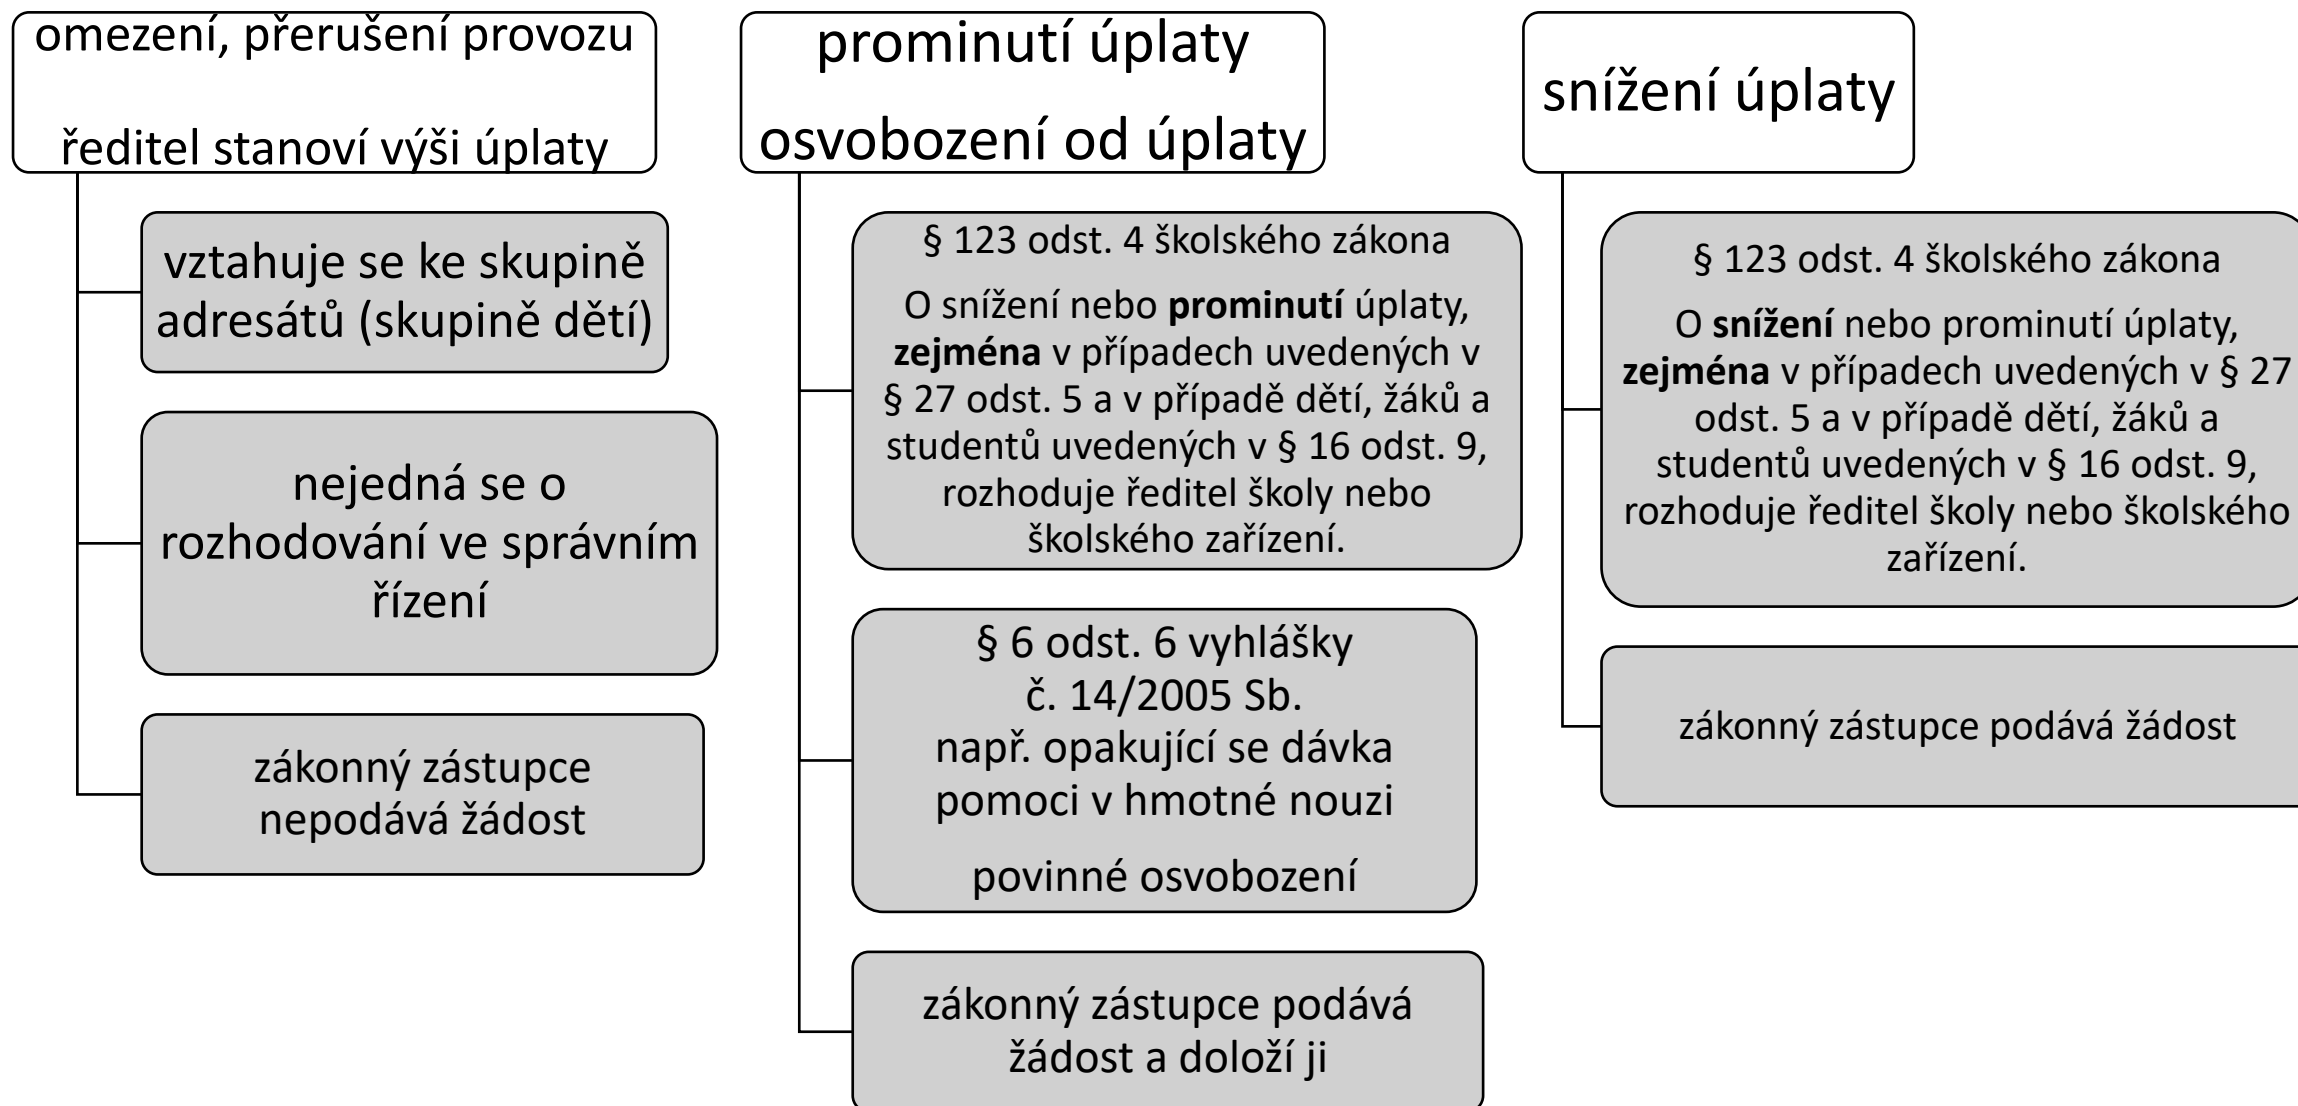 omezení, přerušení provozu
ředitel stanoví výši úplaty
vztahuje se ke skupině
adresátů (skupině dětí)
nejedná se o
rozhodování ve správním
řízení
zákonný zástupce
nepodává žádost
prominutí úplaty
osvobození od úplaty
§ 123 odst. 4 školského zákona
O snížení nebo prominutí úplaty,
zejména v případech uvedených v
§ 27 odst. 5 a v případě dětí, žáků a
studentů uvedených v § 16 odst. 9,
rozhoduje ředitel školy nebo
školského zařízení.
§ 6 odst. 6 vyhlášky
č. 14/2005 Sb.
např. opakující se dávka
pomoci v hmotné nouzi
povinné osvobození
zákonný zástupce podává
žádost a doloží ji
snížení úplaty
§ 123 odst. 4 školského zákona
O snížení nebo prominutí úplaty,
zejména v případech uvedených v § 27
odst. 5 a v případě dětí, žáků a
studentů uvedených v § 16 odst. 9,
rozhoduje ředitel školy nebo školského
zařízení.
zákonný zástupce podává žádost